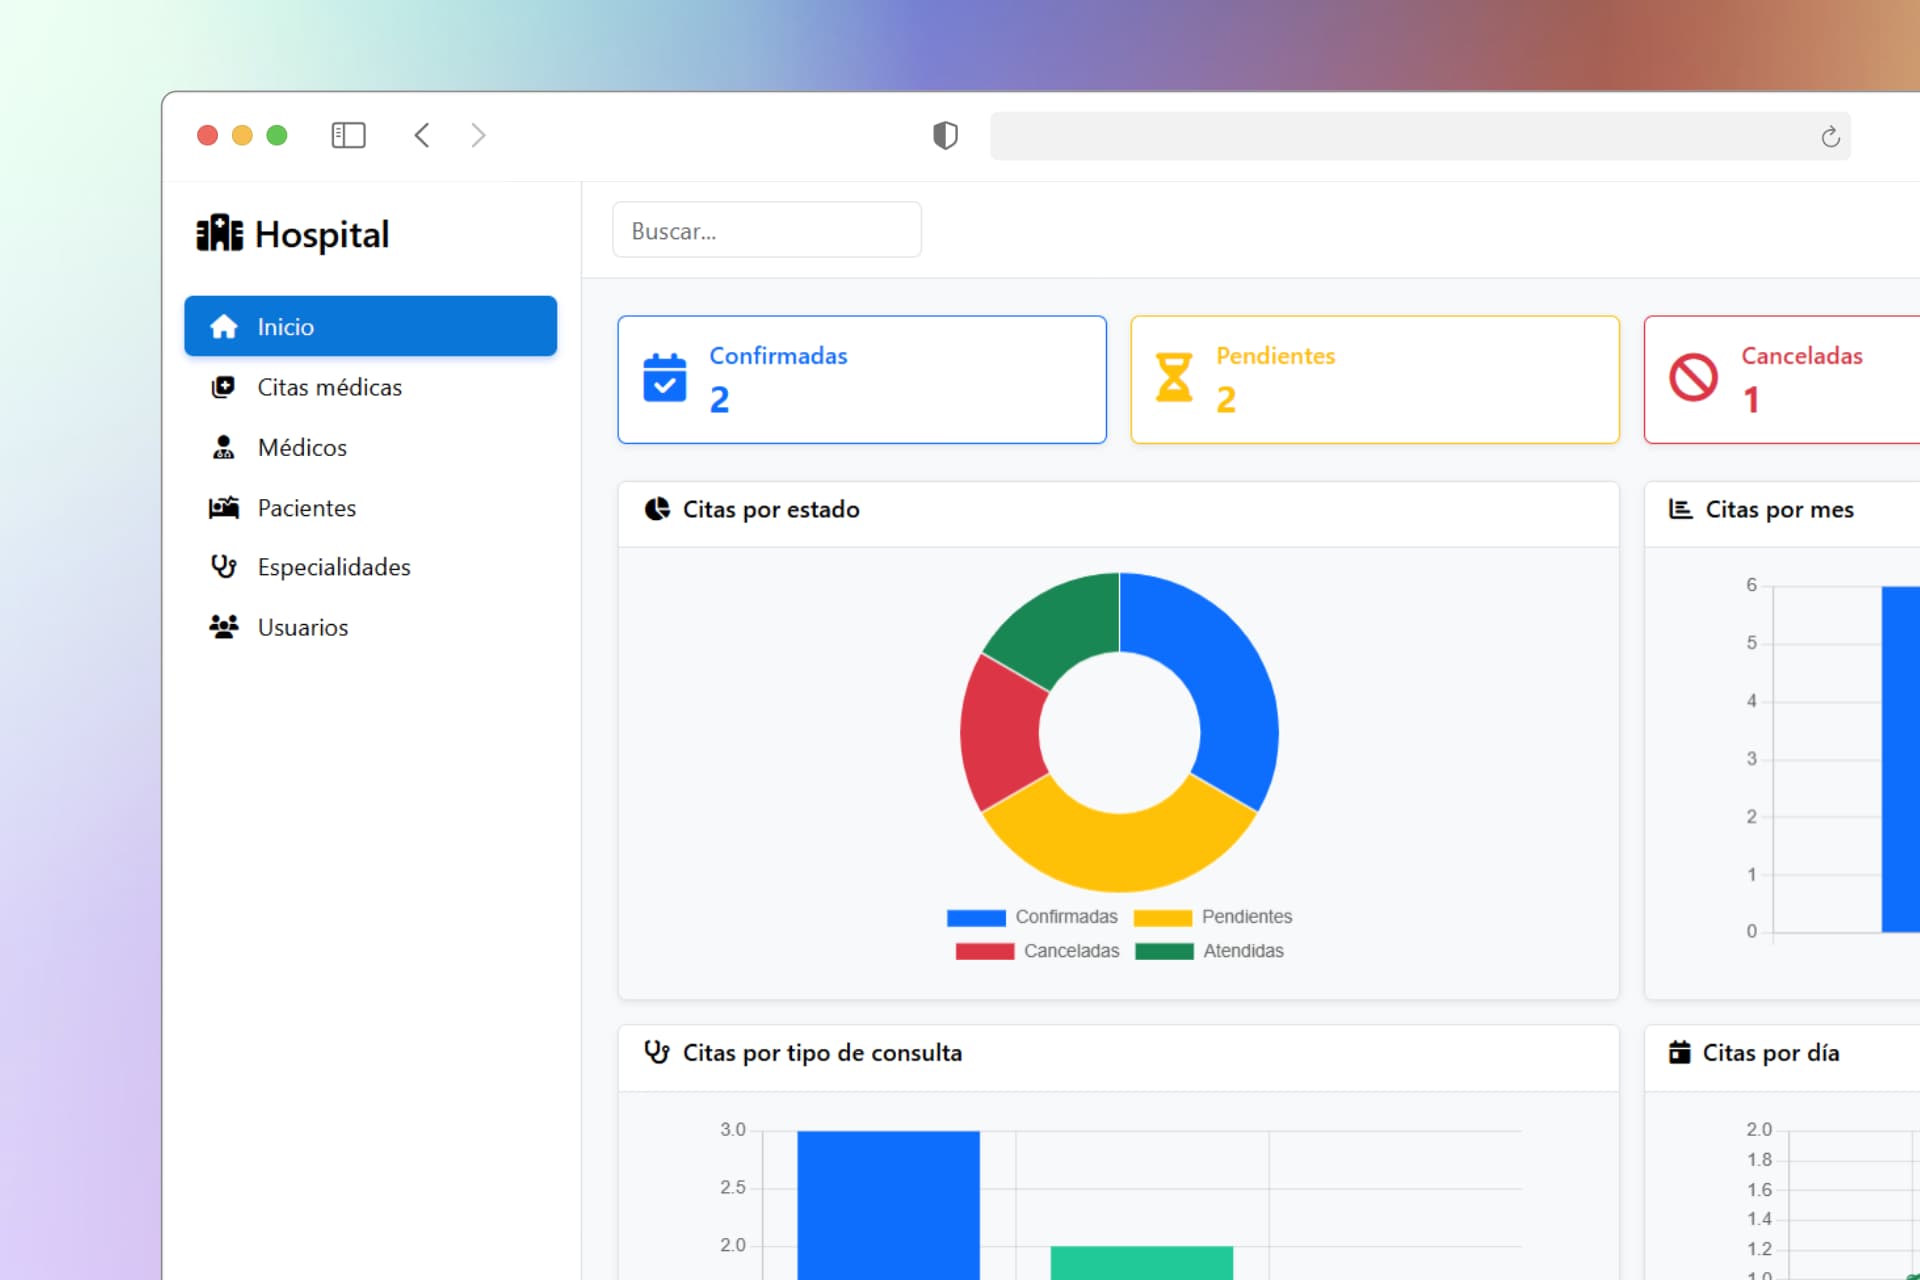 Hospital
Buscar...
Inicio
Citas médicas
Médicos
Pacientes
Especialidades
Usuarios
Confirmadas
2
Pendientes
2
Canceladas
1
Citas por estado
Confirmadas
Pendientes
Canceladas
Atendidas
Citas por mes
6
5
4
3
2
1
0
Citas por tipo de consulta
3.0
2.5
2.0
Citas por día
2.0
1.8
1.6
1.4
1.2
1.0